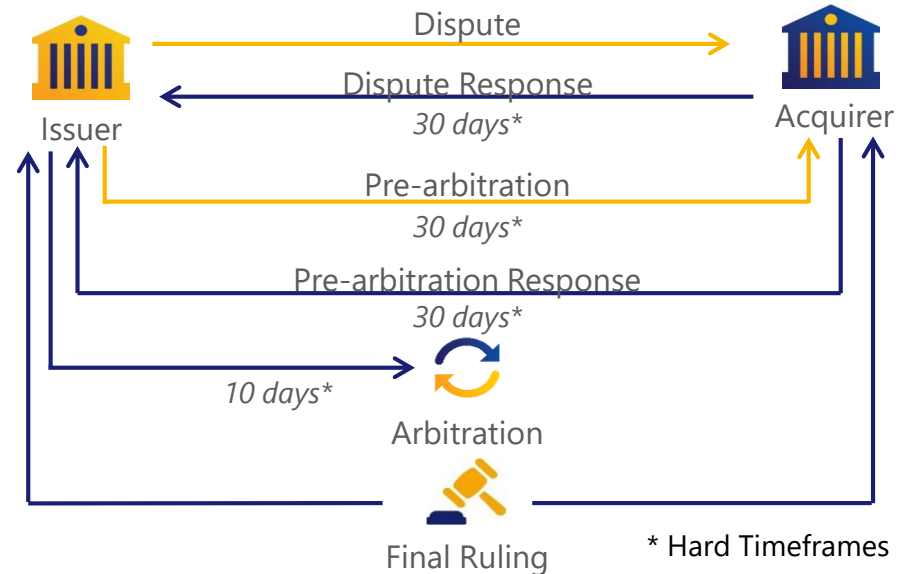 Dispute
Issuer
Dispute Response
30 days*
Acquirer
Pre-arbitration
30 days*
Pre-arbitration Response
30 days*
10 days*
Arbitration
Final Ruling
* Hard Timeframes